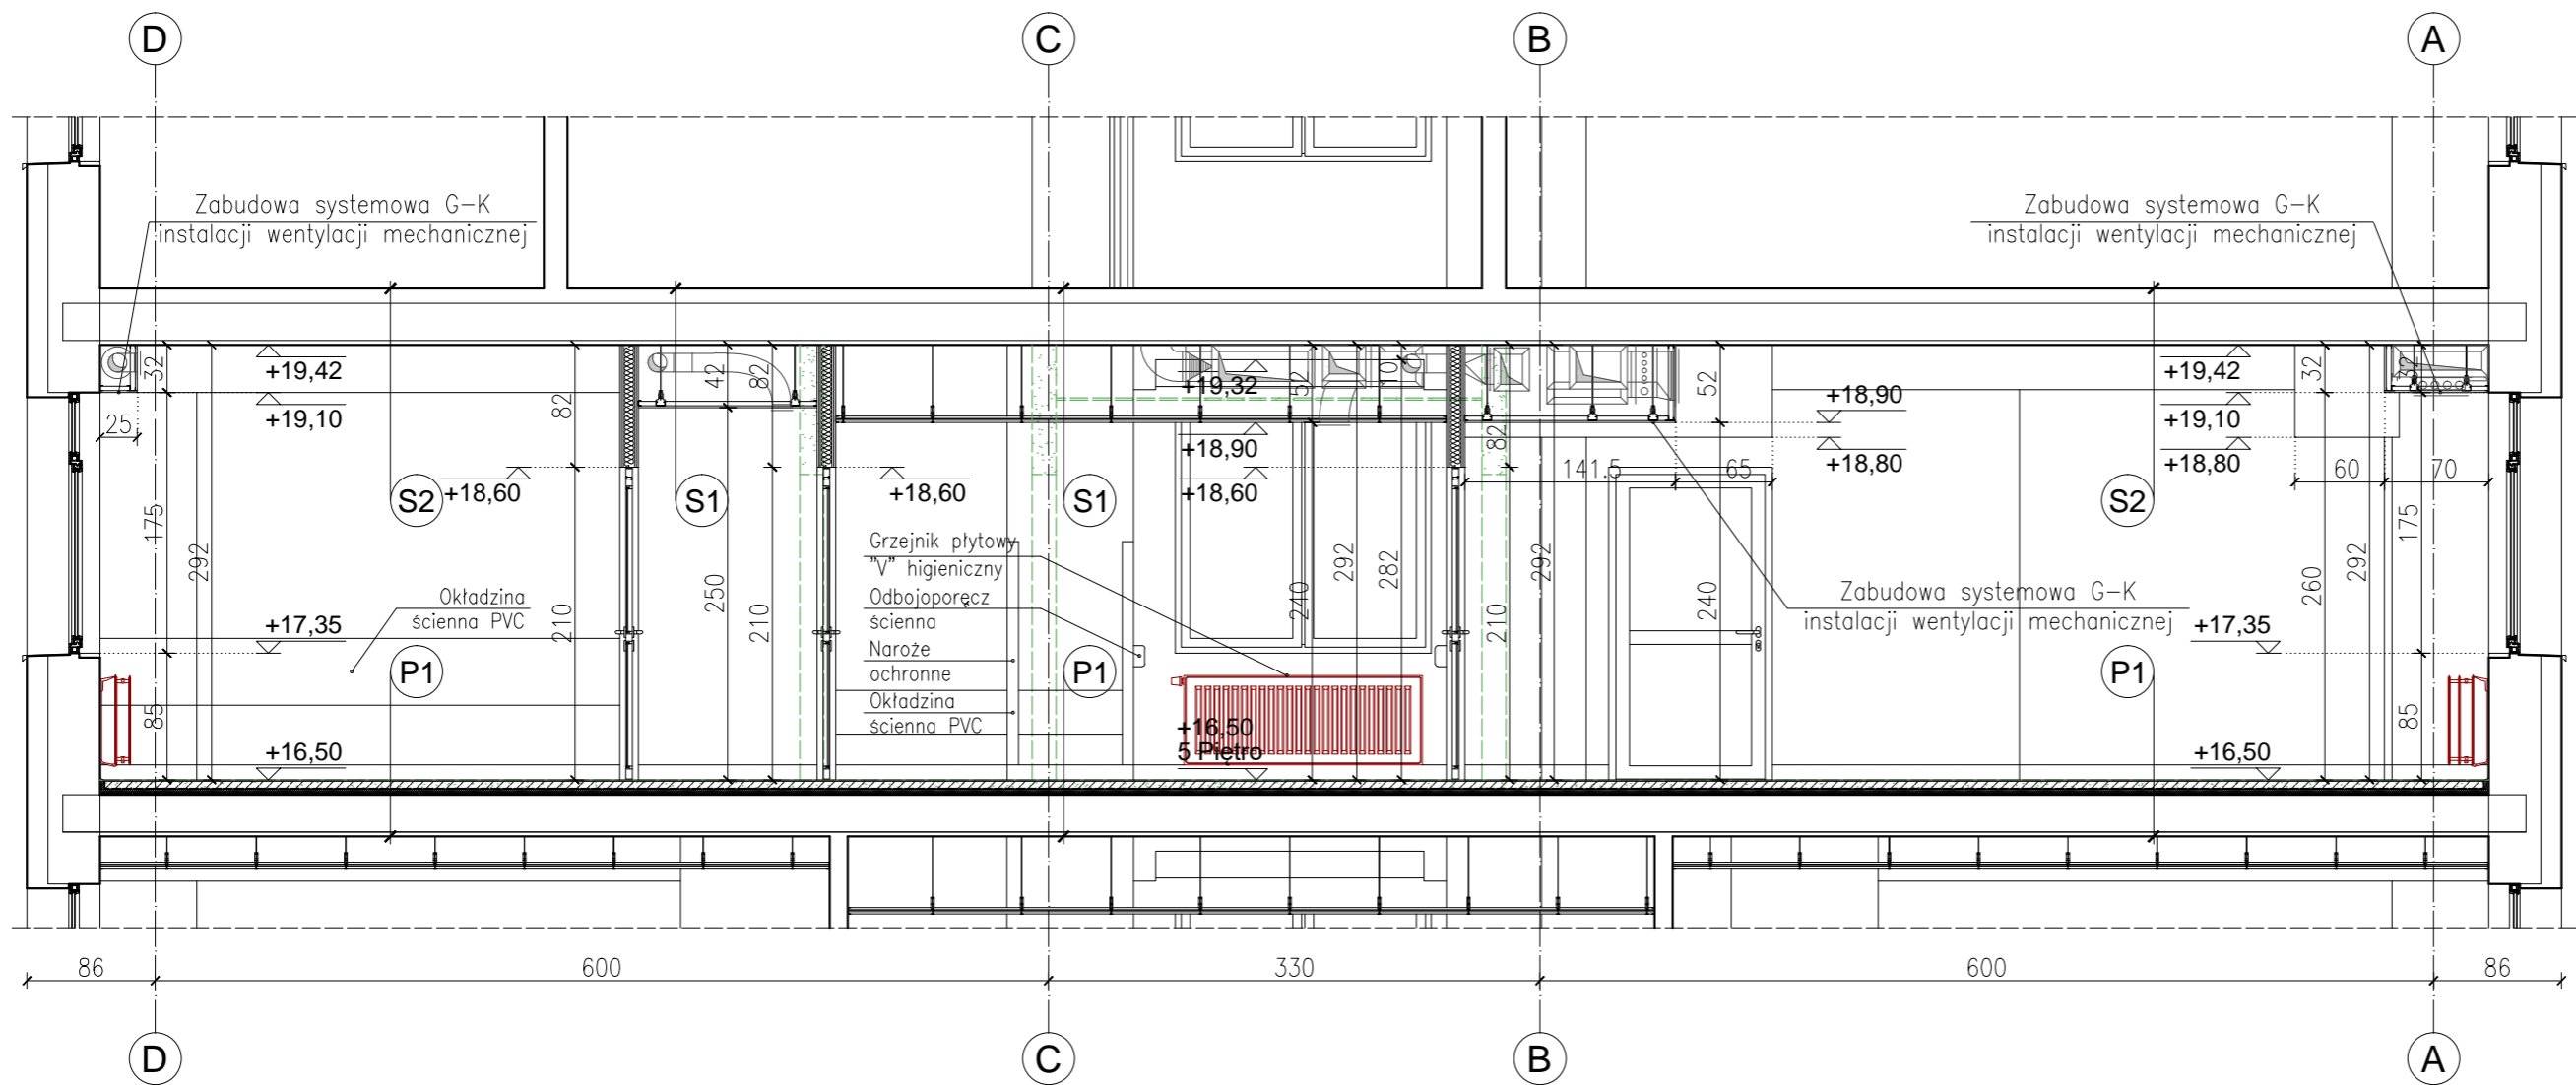 D
C
B
A
Zabudowa systemowa G-K
instalacji wentylacji mechanicznej
Zabudowa systemowa G-K
instalacji wentylacji mechanicznej
32
+19,42
+19,10
25
82
42
82
+19,32
52
10
52
+18,90
+18,80
+19,42
+19,10
+18,80
32
32
+18,90
+18,60
82
141.5
65
60
70
S2
+18,60
S1
+18,60
S1
S2
175
292
210
250
210
240
292
282
210
292
240
260
292
175
Grzejnik płytowy
"V" higieniczny
Odbojoporęcz
ścienna
Naroże
ochronne
Okładzina
ścienna PVC
Okładzina
ścienna PVC
Zabudowa systemowa G-K
instalacji wentylacji mechanicznej
+17,35
+17,35
P1
P1
P1
85
85
+16,50
+16,50
5 Piętro
+16,50
86
600
330
600
86
D
C
B
A